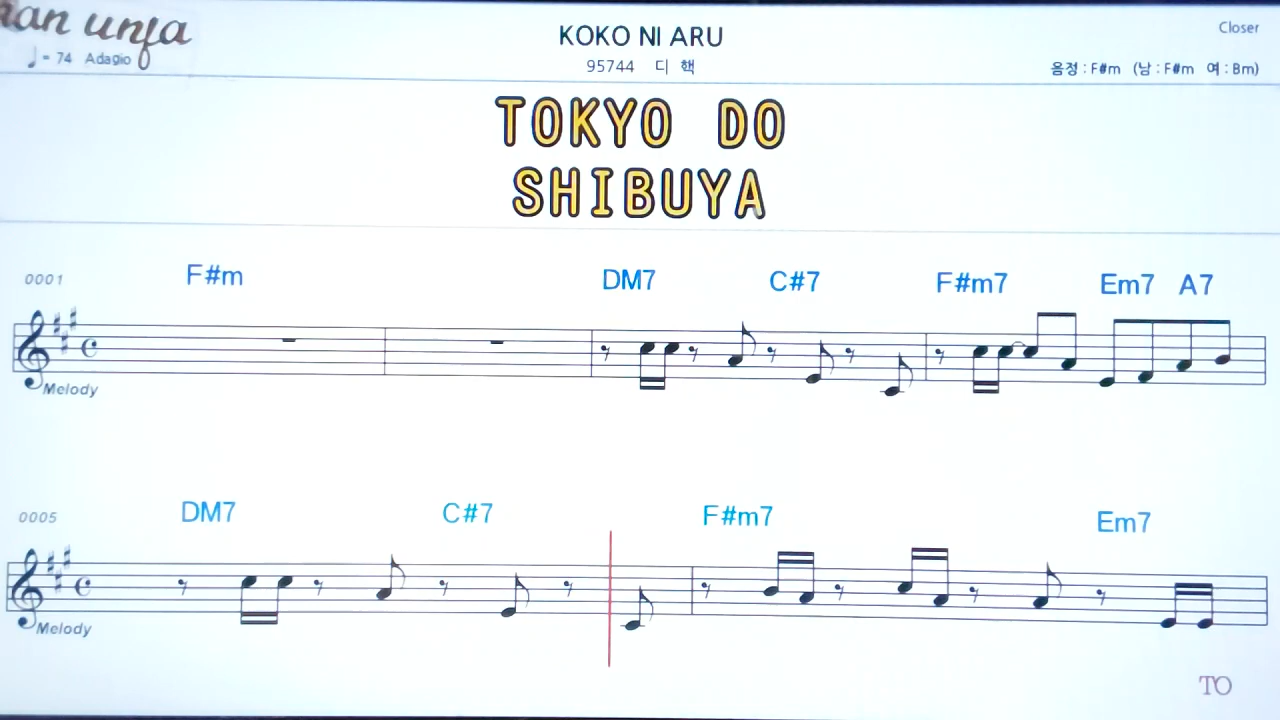 KOKO NI ARU
Closer
♩= 74 Adagio
95744 디 핵
음정 : F#m (남 : F#m 여 : Bm)
TOKYO DO
SHIBUYA
0001 F#m DM7 C#7 F#m7 Em7 A7
Melody
0005 DM7 C#7 F#m7 Em7
Melody
TO